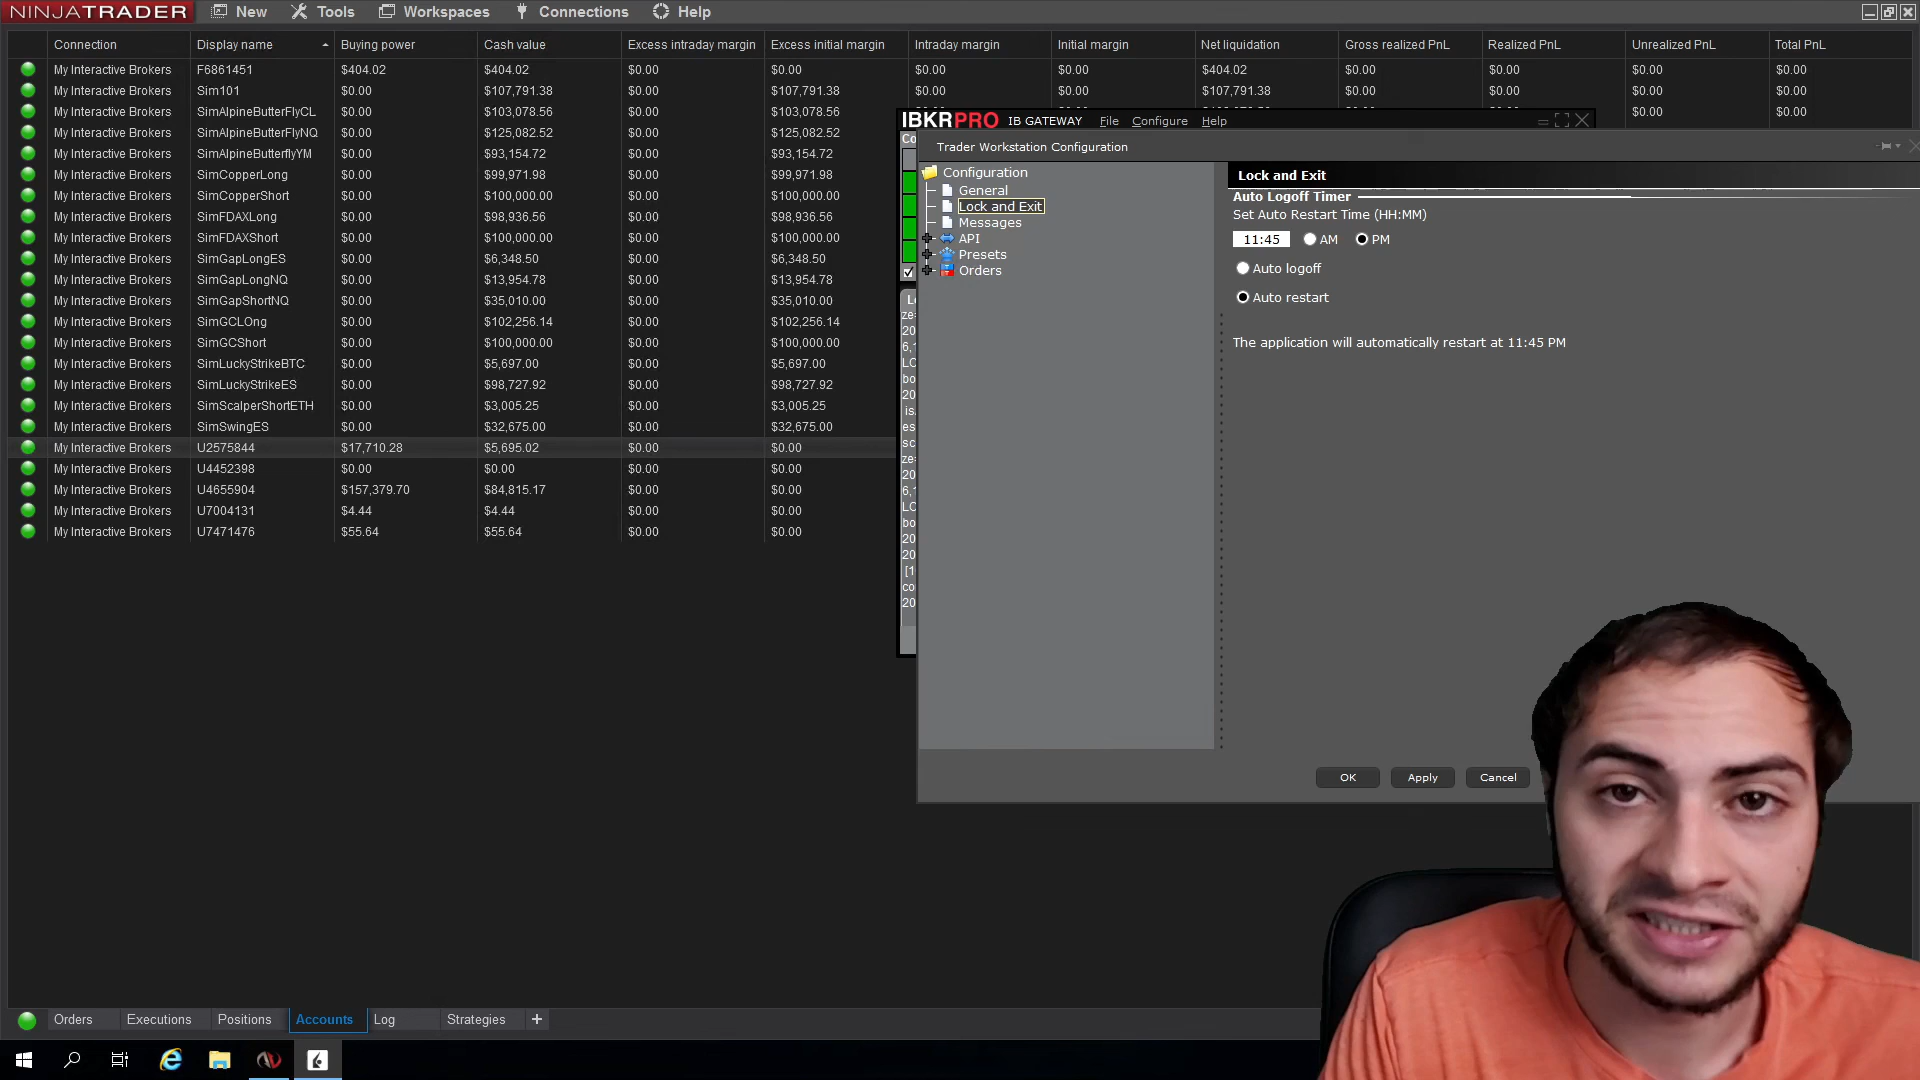 NINJATRADER New Tools Workspaces Connections Help
Connection Display name Buying power Cash value Excess intraday margin Excess initial margin Intraday margin Initial margin Net liquidation Gross realized PnL Realized PnL Unrealized PnL Total PnL
My Interactive Brokers F6861451 $404.02 $404.02 $0.00 $0.00 $0.00 $0.00 $404.02 $0.00 $0.00 $0.00 $0.00
My Interactive Brokers Sim101 $0.00 $107,791.38 $0.00 $107,791.38 $0.00 $0.00 $107,791.38 $0.00 $0.00 $0.00 $0.00
My Interactive Brokers SimAlpineButterFlyCL $0.00 $103,078.56 $0.00 $103,078.56 $0.00 $0.00
My Interactive Brokers SimAlpineButterFlyNQ $0.00 $125,082.52 $0.00 $125,082.52
My Interactive Brokers SimAlpineButterflyYM $0.00 $93,154.72 $0.00 $93,154.72
My Interactive Brokers SimCopperLong $0.00 $99,971.98 $0.00 $99,971.98
My Interactive Brokers SimCopperShort $0.00 $100,000.00 $0.00 $100,000.00
My Interactive Brokers SimFDAXLong $0.00 $98,936.56 $0.00 $98,936.56
My Interactive Brokers SimFDAXShort $0.00 $100,000.00 $0.00 $100,000.00
My Interactive Brokers SimGapLongES $0.00 $6,348.50 $0.00 $6,348.50
My Interactive Brokers SimGapLongNQ $0.00 $13,954.78 $0.00 $13,954.78
My Interactive Brokers SimGapShortNQ $0.00 $35,010.00 $0.00 $35,010.00
My Interactive Brokers SimGCLOng $0.00 $102,256.14 $0.00 $102,256.14
My Interactive Brokers SimGCShort $0.00 $100,000.00 $0.00 $100,000.00
My Interactive Brokers SimLuckyStrikeBTC $0.00 $5,697.00 $0.00 $5,697.00
My Interactive Brokers SimLuckyStrikeES $0.00 $98,727.92 $0.00 $98,727.92
My Interactive Brokers SimScalperShortETH $0.00 $3,005.25 $0.00 $3,005.25
My Interactive Brokers SimSwingES $0.00 $32,675.00 $0.00 $32,675.00
My Interactive Brokers U2575844 $17,710.28 $5,695.02 $0.00 $0.00
My Interactive Brokers U4452398 $0.00 $0.00 $0.00 $0.00
My Interactive Brokers U4655904 $157,379.70 $84,815.17 $0.00 $0.00
My Interactive Brokers U7004131 $4.44 $4.44 $0.00 $0.00
My Interactive Brokers U7471476 $55.64 $55.64 $0.00 $0.00
IBKRPRO IB GATEWAY File Configure Help
Trader Workstation Configuration
Configuration
General
Lock and Exit
Messages
API
Presets
Orders
Lock and Exit
Auto Logoff Timer
Set Auto Restart Time (HH:MM)
11:45 AM PM
Auto logoff
Auto restart
The application will automatically restart at 11:45 PM
OK Apply Cancel
Orders Executions Positions Accounts Log Strategies +